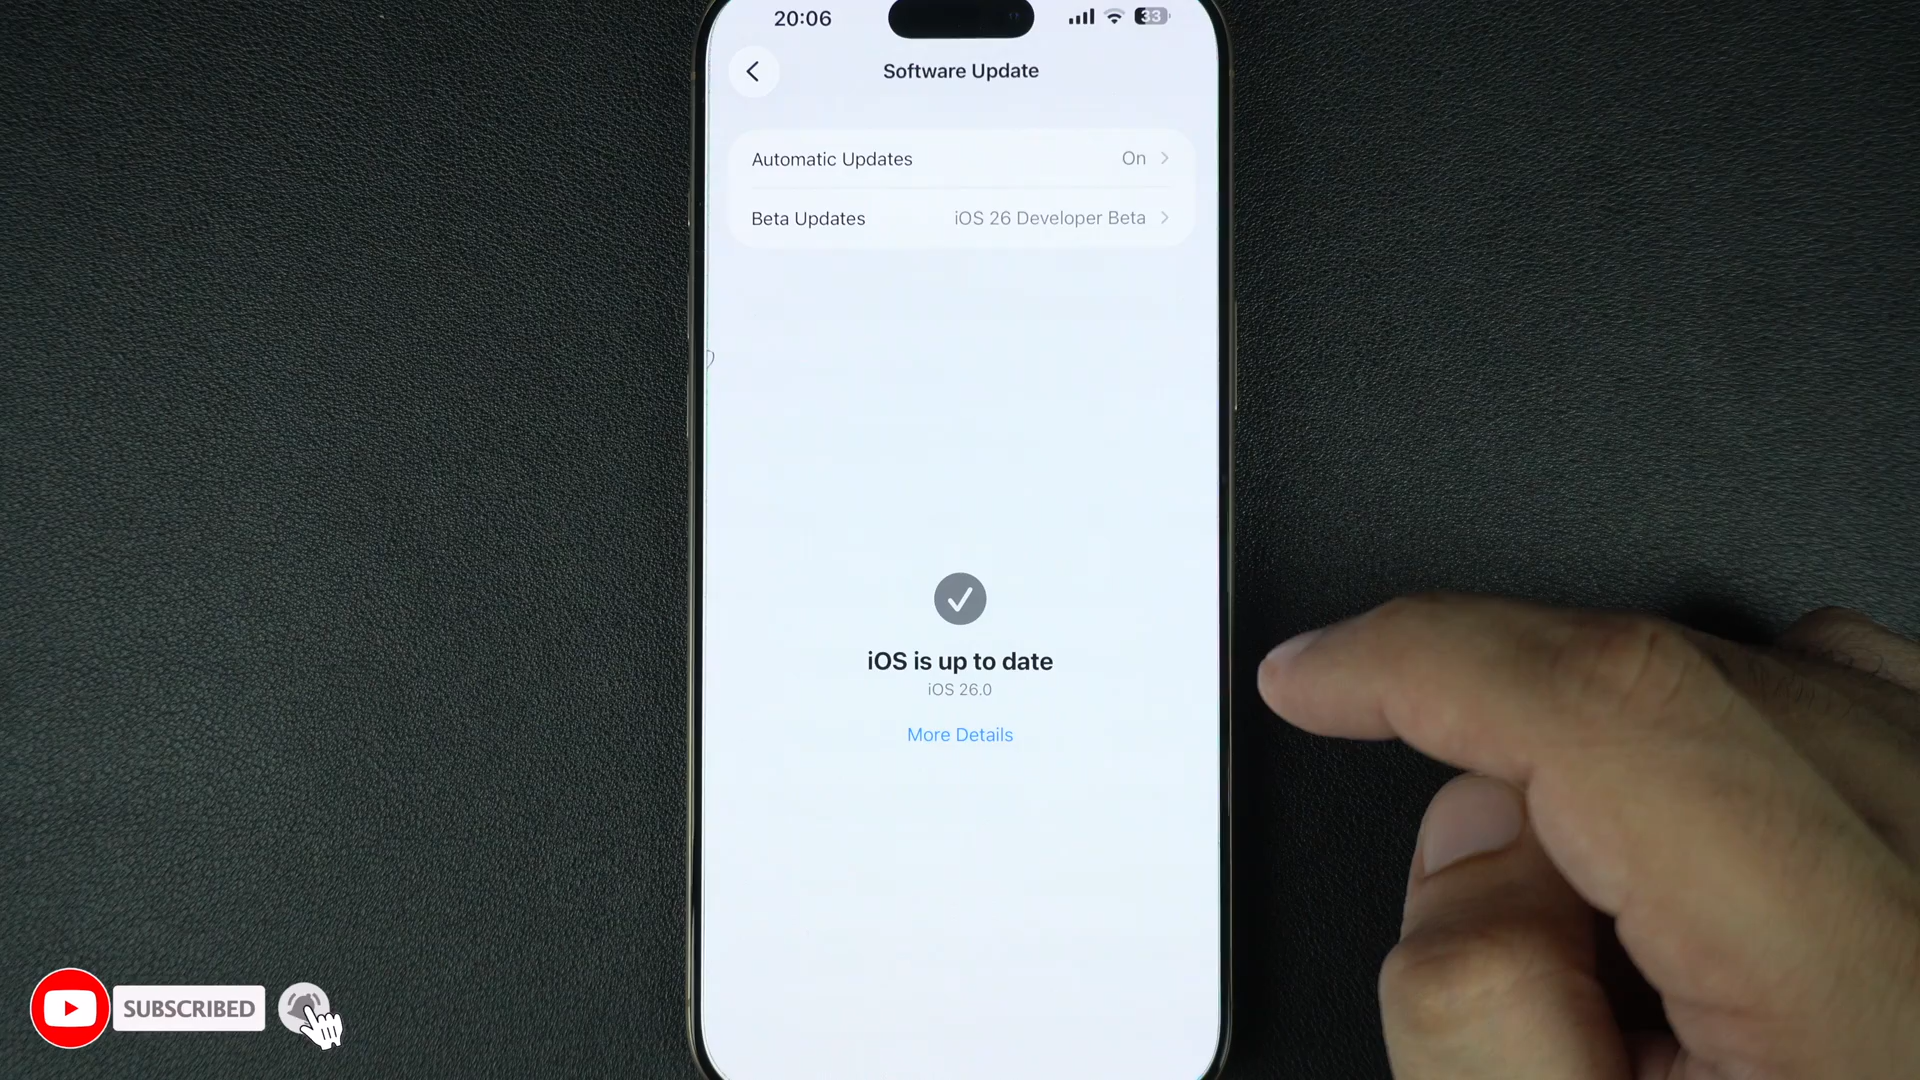 20:06
33
Software Update
Automatic Updates On
Beta Updates iOS 26 Developer Beta
iOS is up to date
iOS 26.0
More Details
SUBSCRIBED